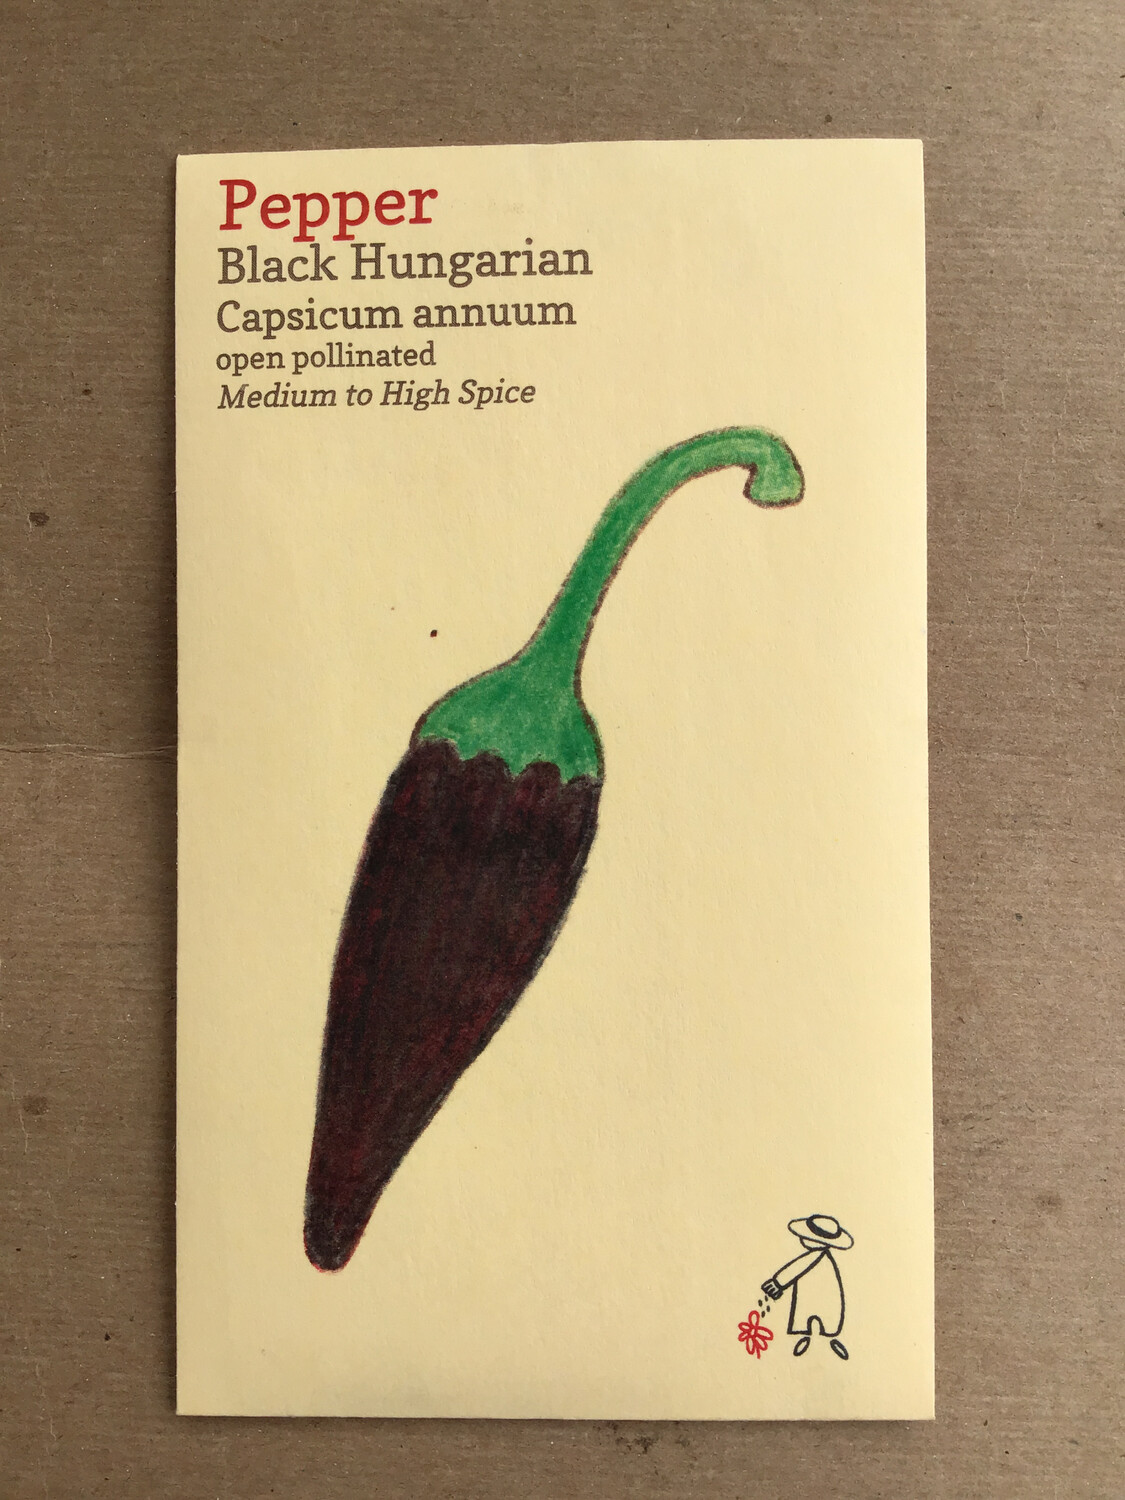 Pepper
Black Hungarian
Capsicum annuum
open pollinated
Medium to High Spice